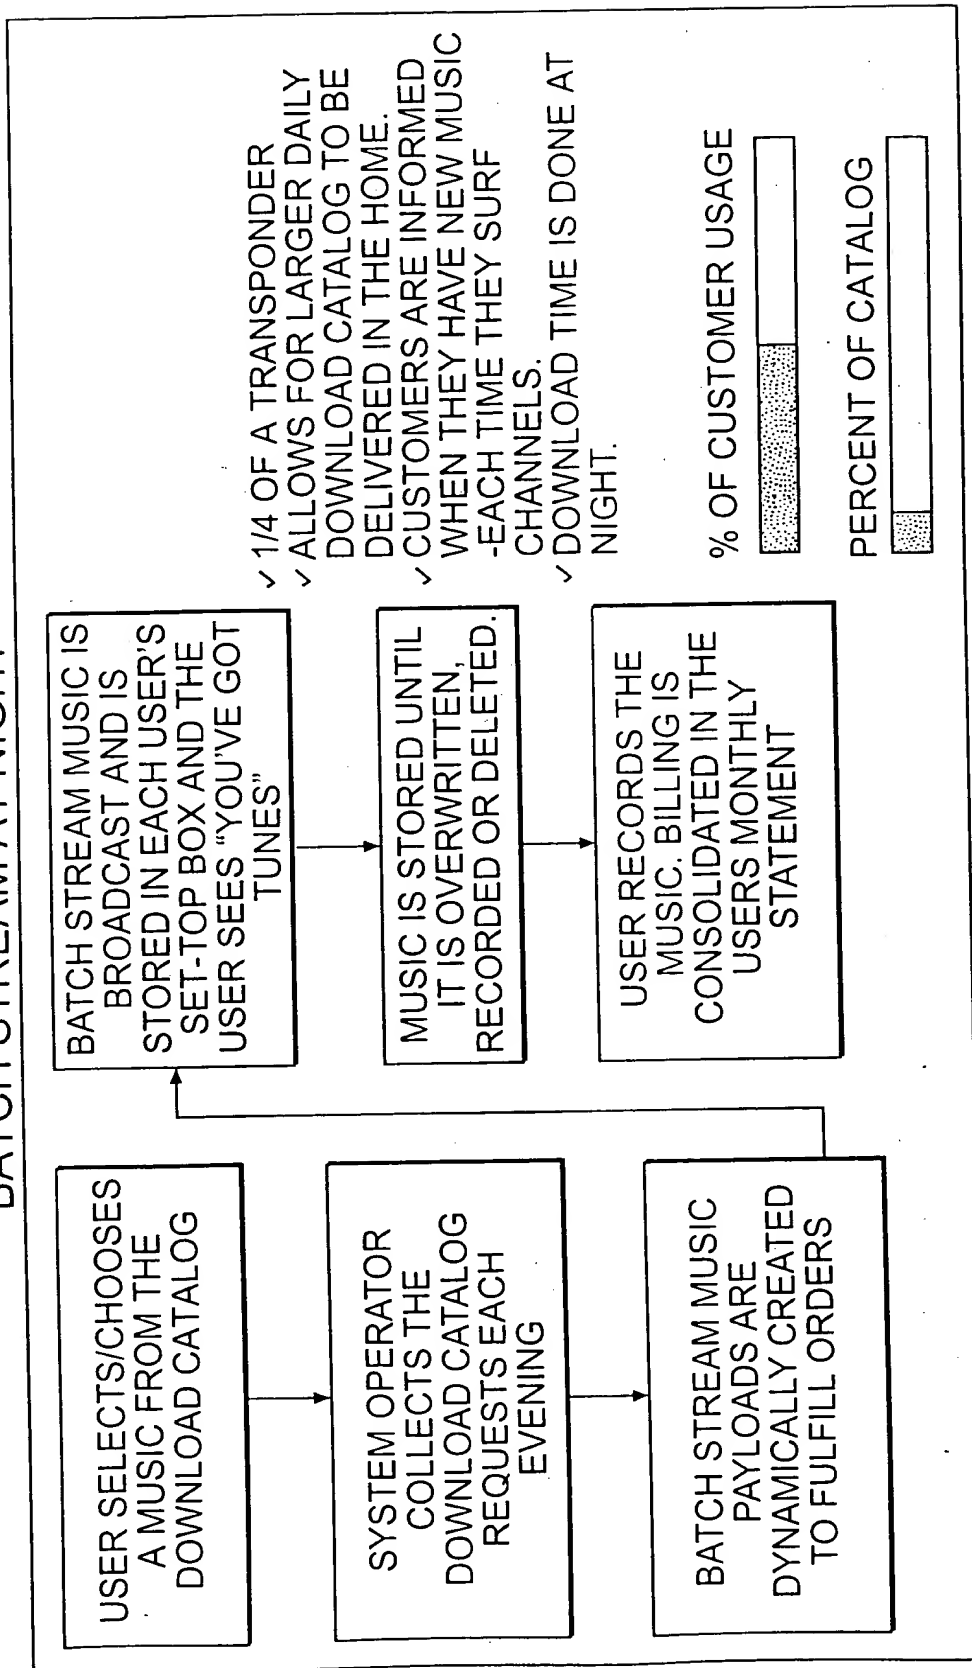 BATCH STREAM AT NIGHT
USER SELECTS/CHOOSES
A MUSIC FROM THE
DOWNLOAD CATALOG
SYSTEM OPERATOR
COLLECTS THE
DOWNLOAD CATALOG
REQUESTS EACH
EVENING
BATCH STREAM MUSIC
PAYLOADS ARE
DYNAMICALLY CREATED
TO FULFILL ORDERS
BATCH STREAM MUSIC IS
BROADCAST AND IS
STORED IN EACH USER'S
SET-TOP BOX AND THE
USER SEES “YOU'VE GOT
TUNES”
MUSIC IS STORED UNTIL
IT IS OVERWRITTEN,
RECORDED OR DELETED.
USER RECORDS THE
MUSIC. BILLING IS
CONSOLIDATED IN THE
USERS MONTHLY
STATEMENT
✓ 1/4 OF A TRANSPONDER
✓ ALLOWS FOR LARGER DAILY
DOWNLOAD CATALOG TO BE
DELIVERED IN THE HOME.
✓ CUSTOMERS ARE INFORMED
WHEN THEY HAVE NEW MUSIC
-EACH TIME THEY SURF
CHANNELS.
✓ DOWNLOAD TIME IS DONE AT
NIGHT.
% OF CUSTOMER USAGE
PERCENT OF CATALOG